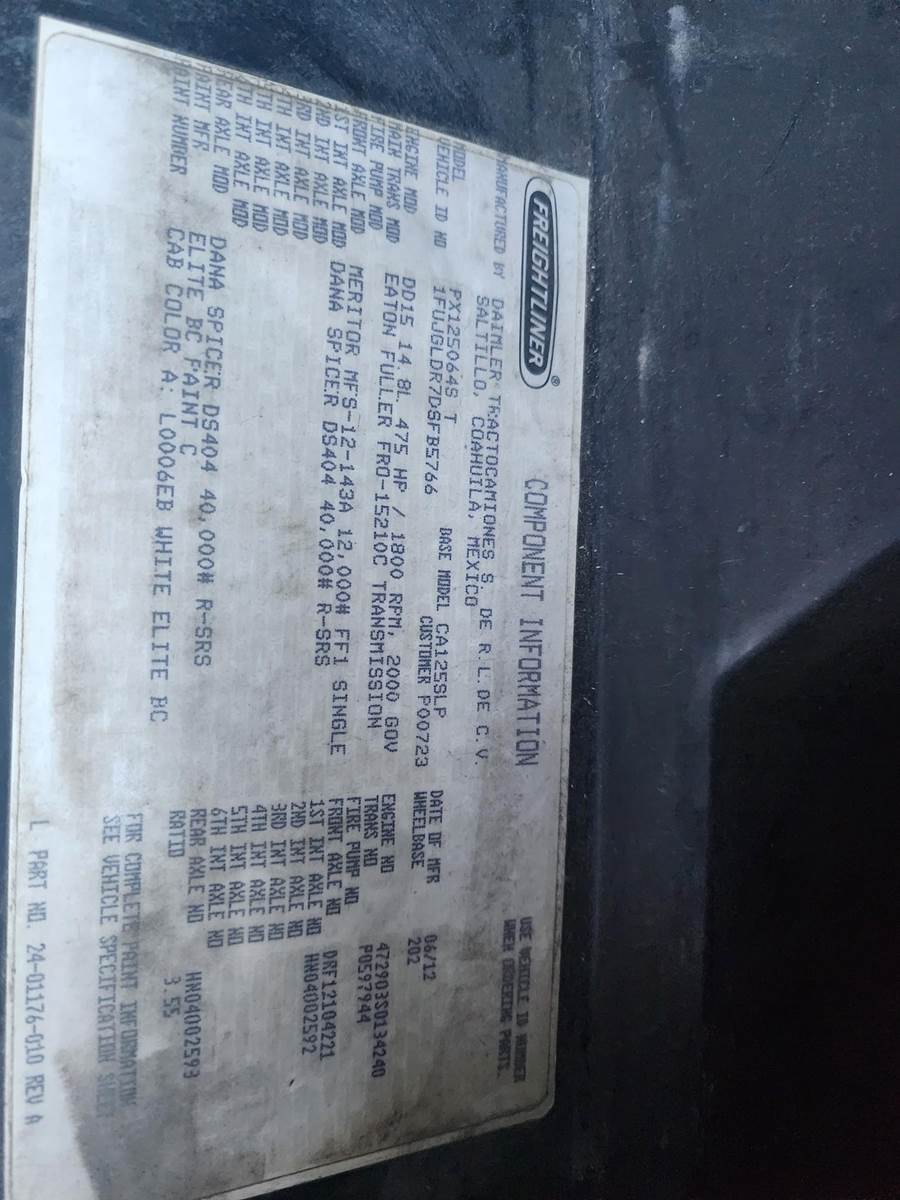 FREIGHTLINER®
COMPONENT INFORMATION
USE VEHICLE ID NUMBER
WHEN ORDERING PARTS.
MANUFACTURED BY DAIMLER TRACTOCAMIONES S. DE R.L. DE C.V.
SALTILLO, COAHUILA, MEXICO
MODEL PX125064S T BASE MODEL CA125SLP DATE OF MFR 06/12
VEHICLE ID NO 1FUJGLDR7DSFB5766 CUSTOMER P00723 WHEELBASE 202
ENGINE MOD DD15 14.8L 475 HP / 1800 RPM, 2000 GOV ENGINE NO 472903S0134240
MAIN TRANS MOD EATON FULLER FRO-15210C TRANSMISSION TRANS NO P0597944
FIRE PUMP MOD FIRE PUMP NO
FRONT AXLE MOD MERITOR MFS-12-143A 12,000# FF1 SINGLE FRONT AXLE NO DRF12104221
1ST INT AXLE MOD DANA SPICER DS404 40,000# R-SRS 1ST INT AXLE NO HN04002592
2ND INT AXLE MOD 2ND INT AXLE NO
3RD INT AXLE MOD 3RD INT AXLE NO
4TH INT AXLE MOD 4TH INT AXLE NO
5TH INT AXLE MOD 5TH INT AXLE NO
6TH INT AXLE MOD 6TH INT AXLE NO
REAR AXLE MOD DANA SPICER DS404 40,000# R-SRS REAR AXLE NO HN04002593
PAINT MFR ELITE BC PAINT C RATIO 3.55
PAINT NUMBER CAB COLOR A: L0006EB WHITE ELITE BC
FOR COMPLETE PAINT INFORMATION
SEE VEHICLE SPECIFICATION SHEET
L PART NO. 24-01176-010 REV A